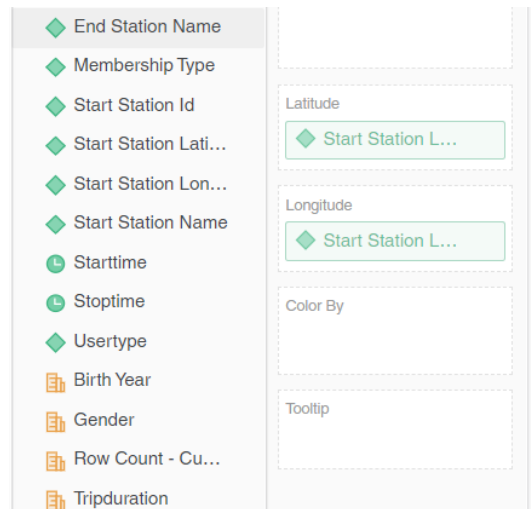 End Station Name
Membership Type
Start Station Id
Start Station Lati...
Start Station Lon...
Start Station Name
Starttime
Stoptime
Usertype
Birth Year
Gender
Row Count - Cu...
Tripduration
Latitude
Start Station L...
Longitude
Start Station L...
Color By
Tooltip